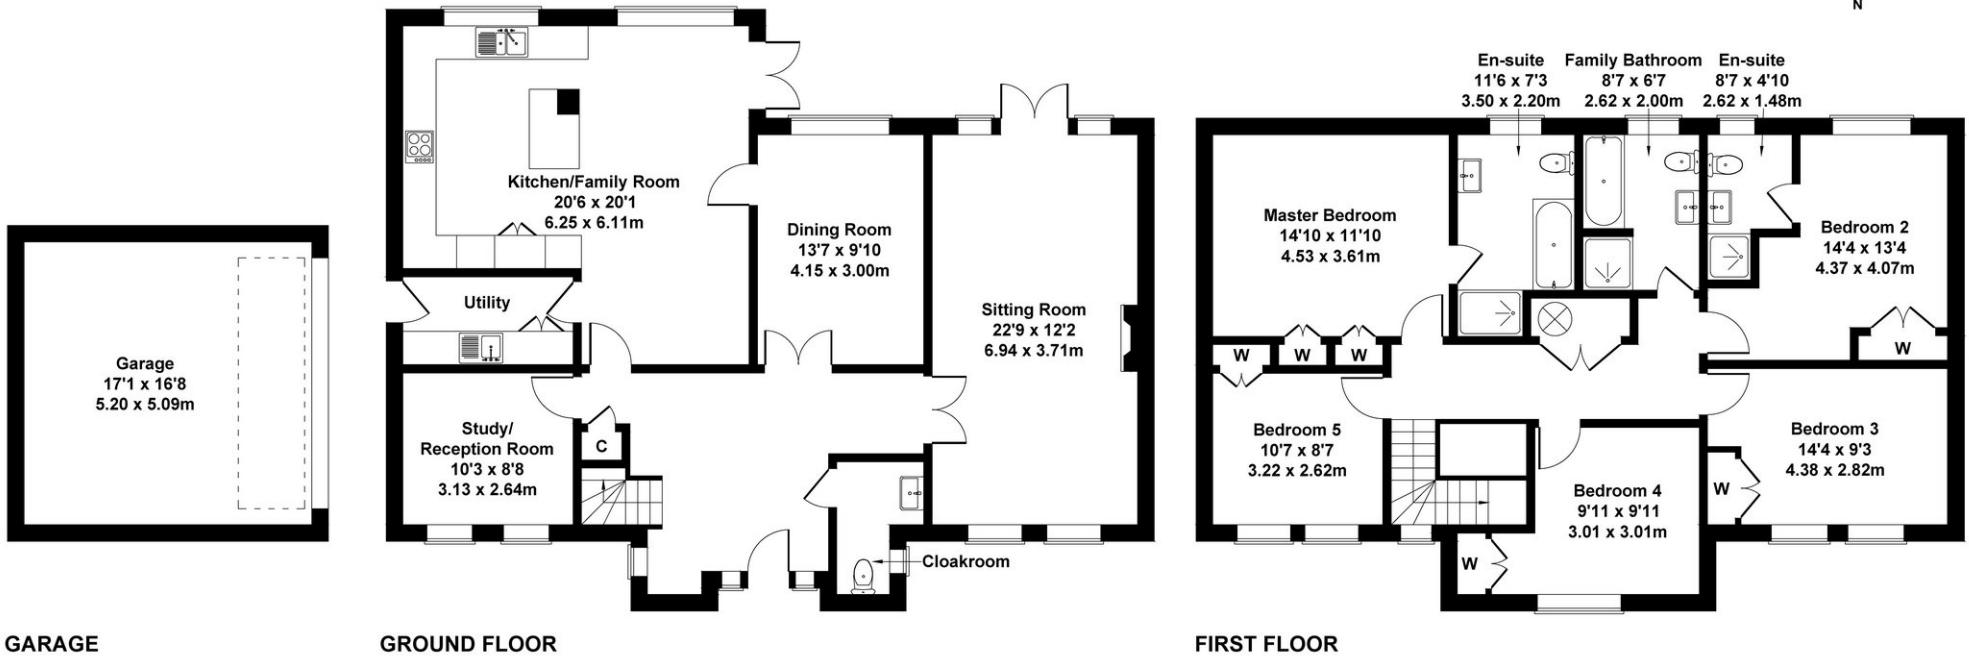 N
En-suite
11'6 x 7'3
3.50 x 2.20m
Family Bathroom
8'7 x 6'7
2.62 x 2.00m
En-suite
8'7 x 4'10
2.62 x 1.48m
Kitchen/Family Room
20'6 x 20'1
6.25 x 6.11m
Dining Room
13'7 x 9'10
4.15 x 3.00m
Sitting Room
22'9 x 12'2
6.94 x 3.71m
Utility
Garage
17'1 x 16'8
5.20 x 5.09m
Study/
Reception Room
10'3 x 8'8
3.13 x 2.64m
C
Cloakroom
Master Bedroom
14'10 x 11'10
4.53 x 3.61m
Bedroom 2
14'4 x 13'4
4.37 x 4.07m
W
W
W
W
Bedroom 5
10'7 x 8'7
3.22 x 2.62m
Bedroom 3
14'4 x 9'3
4.38 x 2.82m
W
Bedroom 4
9'11 x 9'11
3.01 x 3.01m
W
GARAGE
GROUND FLOOR
FIRST FLOOR